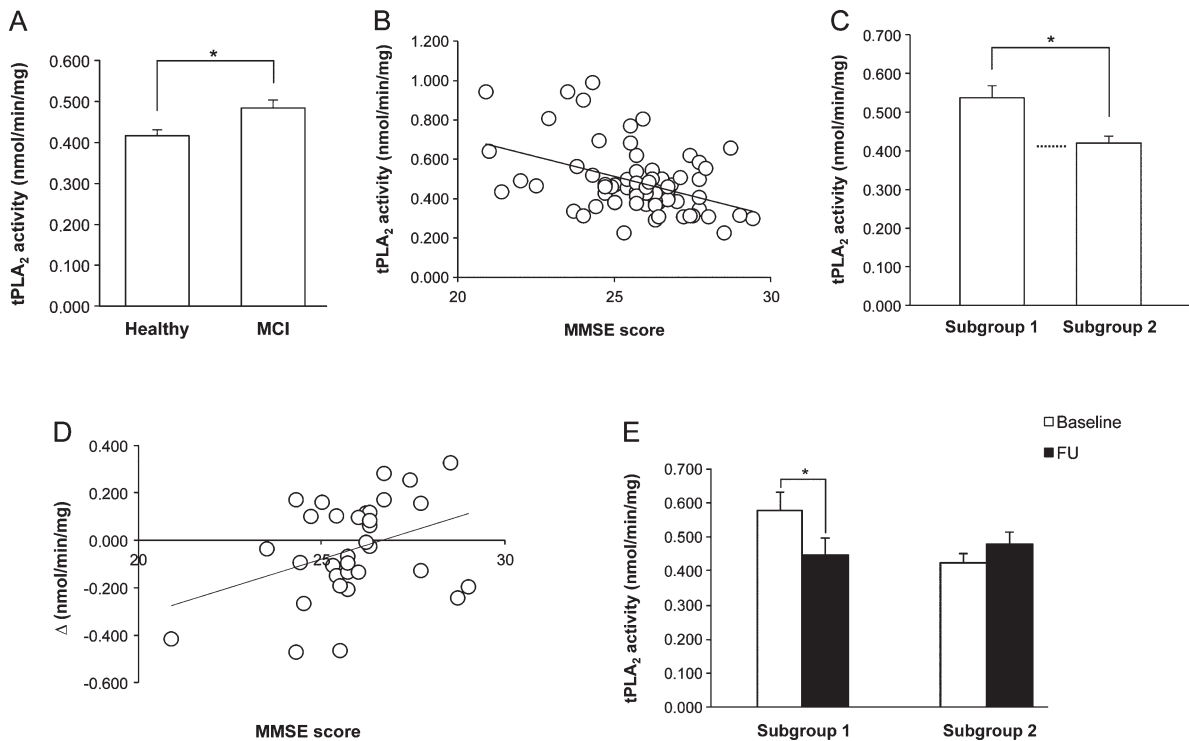 A
tPLA2 activity (nmol/min/mg)
0.600
0.500
0.400
0.300
0.200
0.100
0.000
*
Healthy MCI
B
tPLA2 activity (nmol/min/mg)
1.200
1.000
0.800
0.600
0.400
0.200
0.000
20 25 30
MMSE score
C
tPLA2 activity (nmol/min/mg)
0.700
0.600
0.500
0.400
0.300
0.200
0.100
0.000
*
Subgroup 1 Subgroup 2
D
Δ (nmol/min/mg)
0.400
0.200
0.000
-0.200
-0.400
-0.600
20 25 30
MMSE score
E
Baseline
FU
tPLA2 activity (nmol/min/mg)
0.700
0.600
0.500
0.400
0.300
0.200
0.100
0.000
*
Subgroup 1 Subgroup 2